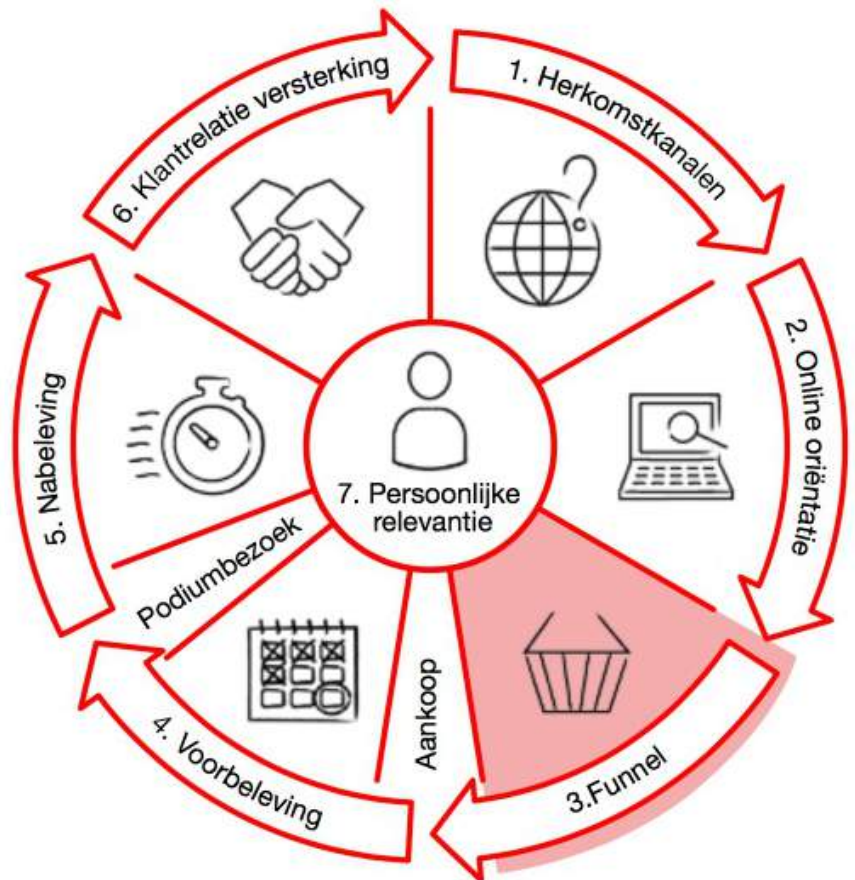 1. Herkomstkanalen
2. Online oriëntatie
3.Funnel
Aankoop
4. Voorbeleving
Podiumbezoek
5. Nabeleving
6. Klantrelatie versterking
7. Persoonlijke
relevantie